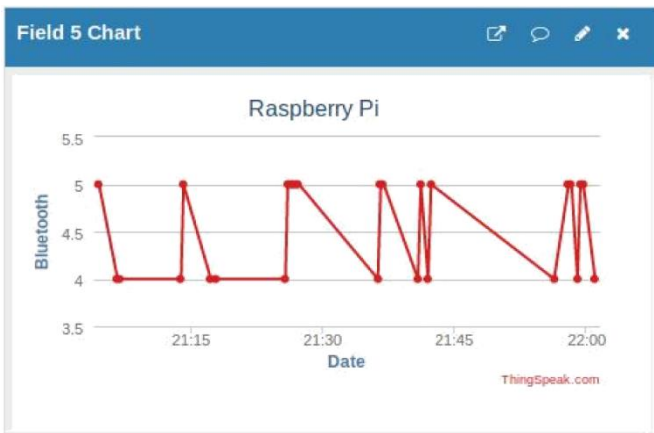 Field 5 Chart
Raspberry Pi
5.5
5
4.5
4
3.5
Bluetooth
21:15 21:30 21:45 22:00
Date
ThingSpeak.com